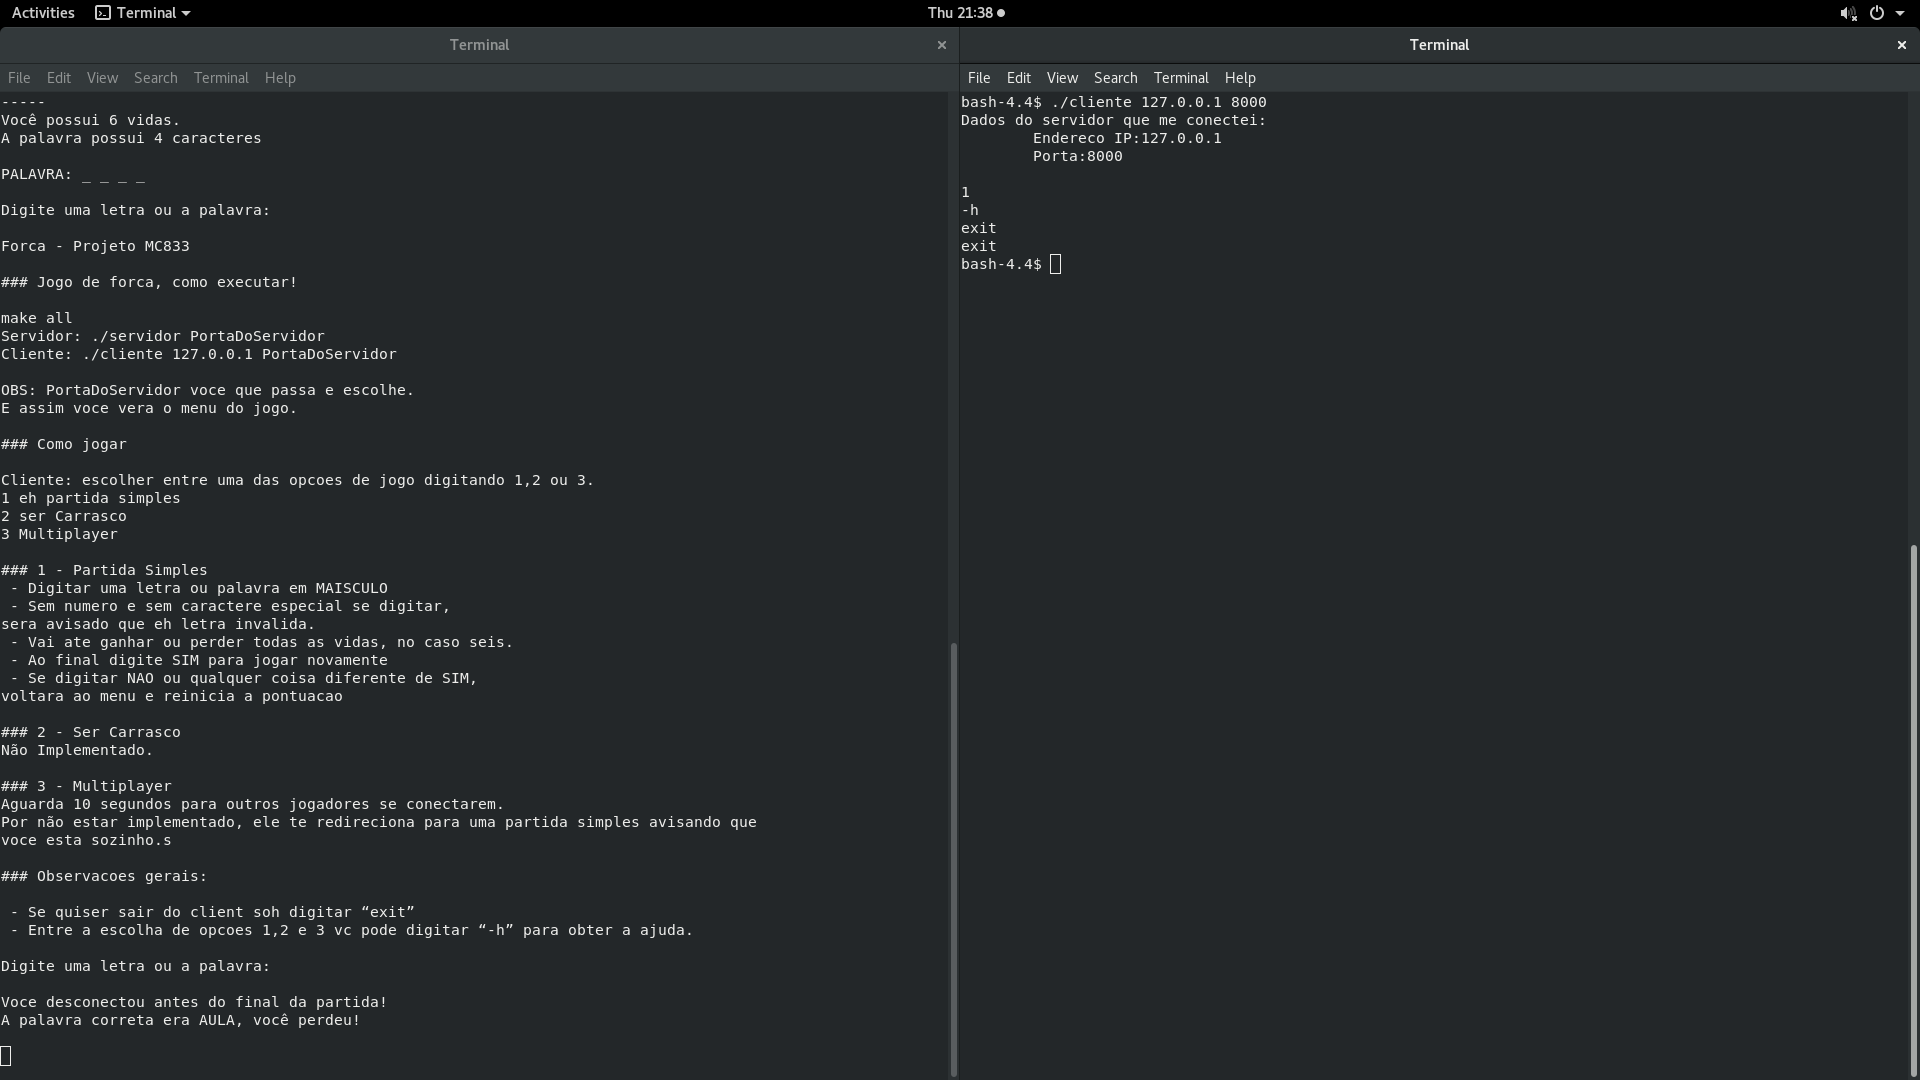 Activities Terminal Thu 21:38
Terminal
File Edit View Search Terminal Help
-----
Você possui 6 vidas.
A palavra possui 4 caracteres
PALAVRA: _ _ _ _
Digite uma letra ou a palavra:
Forca - Projeto MC833
### Jogo de forca, como executar!
make all
Servidor: ./servidor PortaDoServidor
Cliente: ./cliente 127.0.0.1 PortaDoServidor
OBS: PortaDoServidor voce que passa e escolhe.
E assim voce vera o menu do jogo.
### Como jogar
Cliente: escolher entre uma das opcoes de jogo digitando 1,2 ou 3.
1 eh partida simples
2 ser Carrasco
3 Multiplayer
### 1 - Partida Simples
- Digitar uma letra ou palavra em MAISCULO
- Sem numero e sem caractere especial se digitar,
sera avisado que eh letra invalida.
- Vai ate ganhar ou perder todas as vidas, no caso seis.
- Ao final digite SIM para jogar novamente
- Se digitar NAO ou qualquer coisa diferente de SIM,
voltara ao menu e reinicia a pontuacao
### 2 - Ser Carrasco
Não Implementado.
### 3 - Multiplayer
Aguarda 10 segundos para outros jogadores se conectarem.
Por não estar implementado, ele te redireciona para uma partida simples avisando que
voce esta sozinho.s
### Observacoes gerais:
- Se quiser sair do client soh digitar “exit”
- Entre a escolha de opcoes 1,2 e 3 vc pode digitar “-h” para obter a ajuda.
Digite uma letra ou a palavra:
Voce desconectou antes do final da partida!
A palavra correta era AULA, você perdeu!
Terminal
File Edit View Search Terminal Help
bash-4.4$ ./cliente 127.0.0.1 8000
Dados do servidor que me conectei:
Endereco IP:127.0.0.1
Porta:8000
1
-h
exit
exit
bash-4.4$